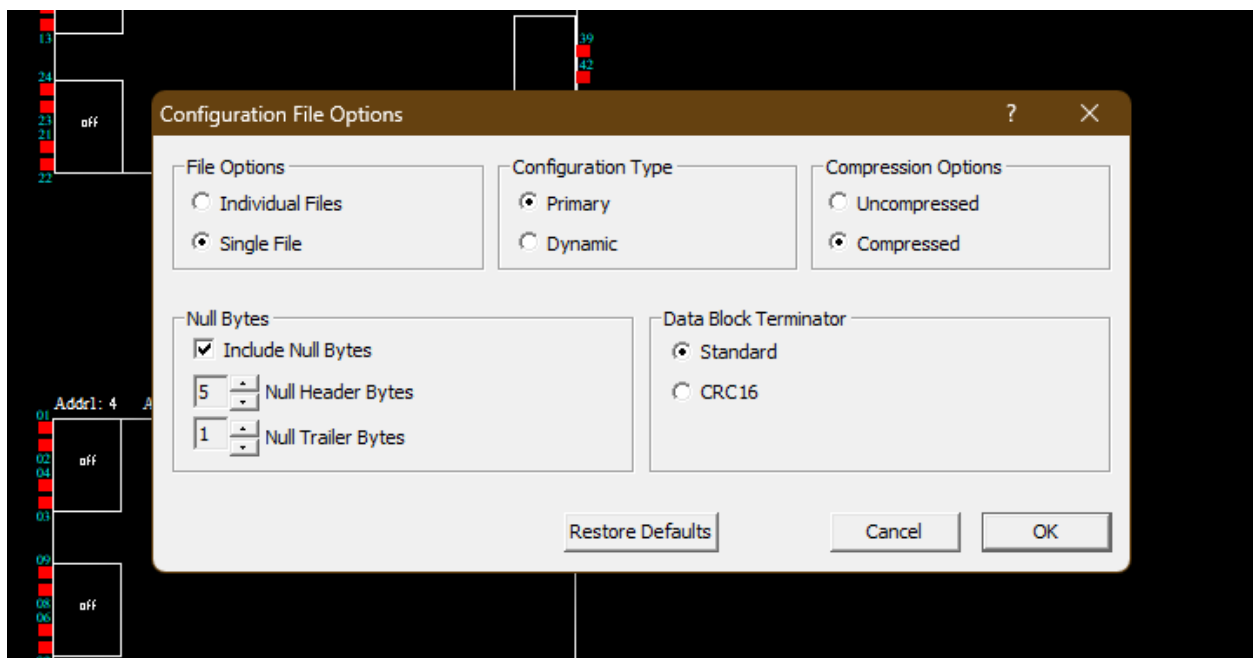 13
39
42
24
23
21
off
22
Configuration File Options
?
File Options
Individual Files
Single File
Configuration Type
Primary
Dynamic
Compression Options
Uncompressed
Compressed
Null Bytes
Include Null Bytes
5 Null Header Bytes
1 Null Trailer Bytes
Data Block Terminator
Standard
CRC16
Restore Defaults
Cancel
OK
Addr1: 4 A
01
02
04
off
03
09
08
06
off